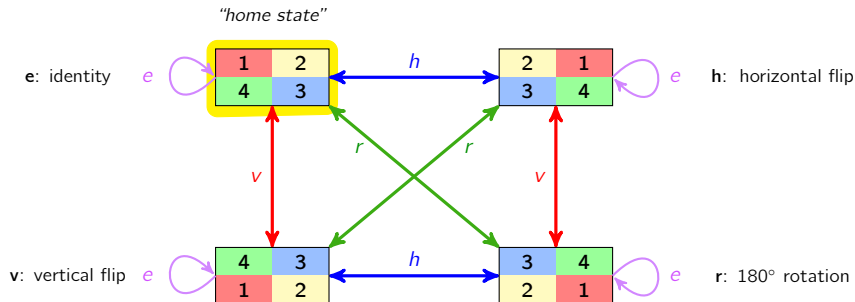 “home state”
1 2 h 2 1
e: identity e e h: horizontal flip
4 3 3 4
r r
v v
4 3 h 3 4
v: vertical flip e e r: 180° rotation
1 2 2 1